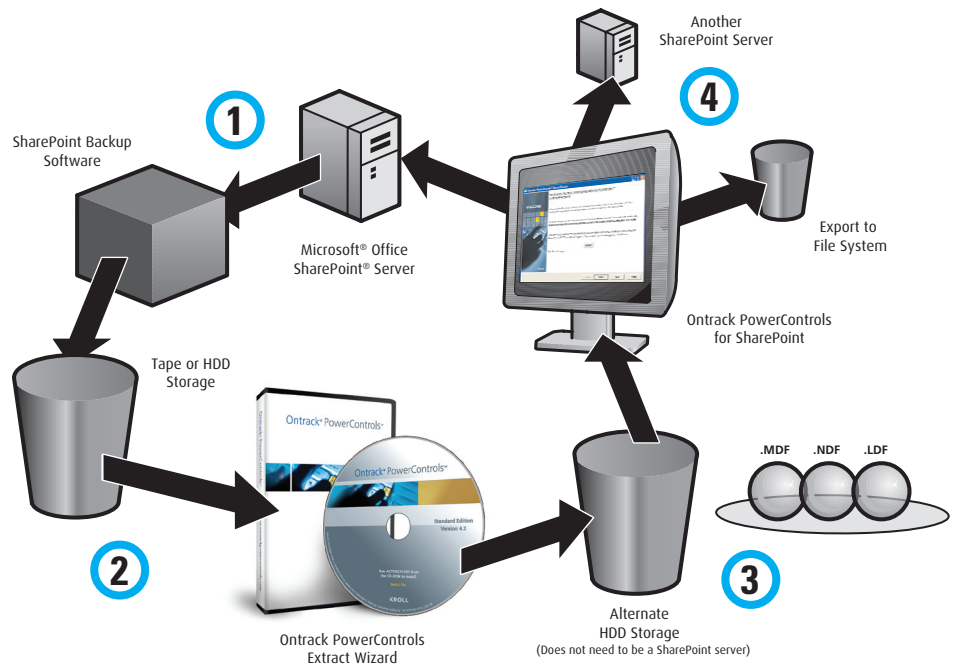 Another
SharePoint Server
4
1
SharePoint Backup
Software
Microsoft® Office
SharePoint® Server
Export to
File System
Ontrack PowerControls
for SharePoint
Tape or HDD
Storage
Ontrack® PowerControls™
Ontrack® PowerControls™
Standard Edition
Version 4.2
KROLL
.MDF .NDF .LDF
2
3
Ontrack PowerControls
Extract Wizard
Alternate
HDD Storage
(Does not need to be a SharePoint server)